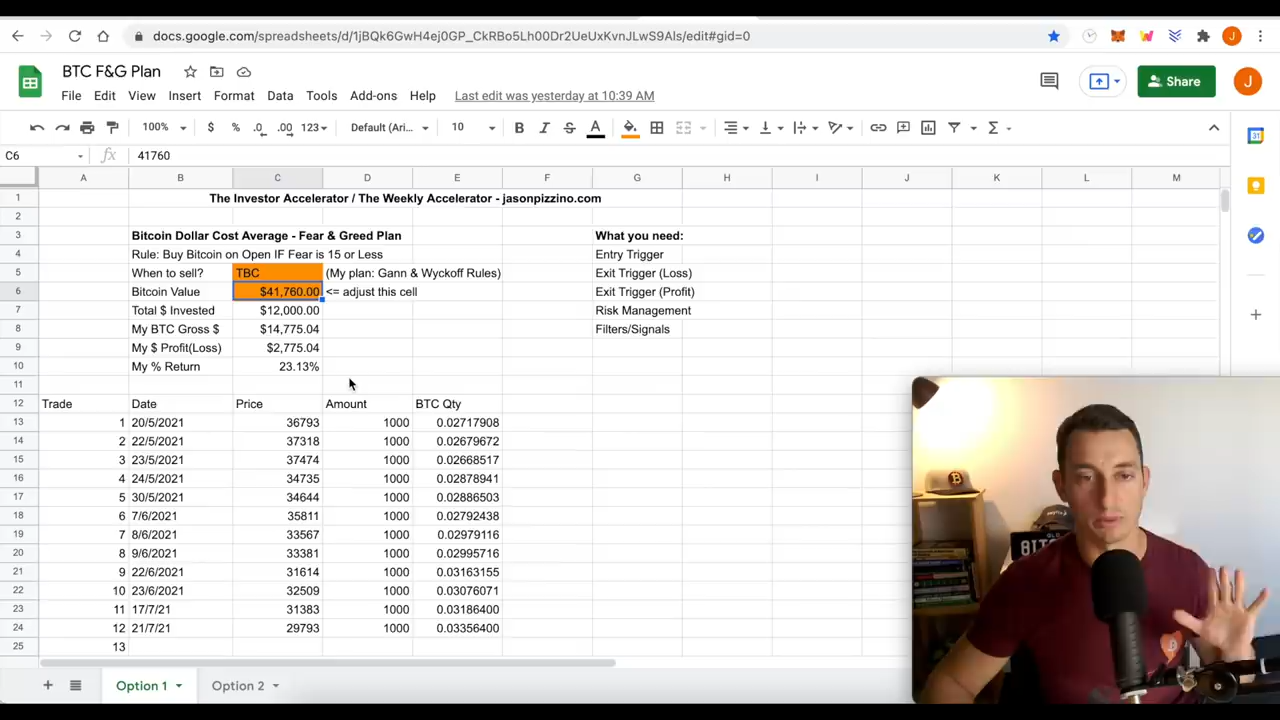 docs.google.com/spreadsheets/d/1jBQk6GwH4ej0GP_CkRBo5Lh00Dr2UeUxKvnJLwS9Als/edit#gid=0
J
BTC F&G Plan
File Edit View Insert Format Data Tools Add-ons Help Last edit was yesterday at 10:39 AM
Share
J
100% $ % .0 .00 123 Default (Ari... 10 B I S A
C6 fx 41760
A B C D E F G H I J K L M
1 The Investor Accelerator / The Weekly Accelerator - jasonpizzino.com
2
3 Bitcoin Dollar Cost Average - Fear & Greed Plan What you need:
4 Rule: Buy Bitcoin on Open IF Fear is 15 or Less Entry Trigger
5 When to sell? TBC (My plan: Gann & Wyckoff Rules) Exit Trigger (Loss)
6 Bitcoin Value $41,760.00 <= adjust this cell Exit Trigger (Profit)
7 Total $ Invested $12,000.00 Risk Management
8 My BTC Gross $ $14,775.04 Filters/Signals
9 My $ Profit(Loss) $2,775.04
10 My % Return 23.13%
11
12 Trade Date Price Amount BTC Qty
13 1 20/5/2021 36793 1000 0.02717908
14 2 22/5/2021 37318 1000 0.02679672
15 3 23/5/2021 37474 1000 0.02668517
16 4 24/5/2021 34735 1000 0.02878941
17 5 30/5/2021 34644 1000 0.02886503
18 6 7/6/2021 35811 1000 0.02792438
19 7 8/6/2021 33567 1000 0.02979116
20 8 9/6/2021 33381 1000 0.02995716
21 9 22/6/2021 31614 1000 0.03163155
22 10 23/6/2021 32509 1000 0.03076071
23 11 17/7/21 31383 1000 0.03186400
24 12 21/7/21 29793 1000 0.03356400
25 13
Option 1 Option 2